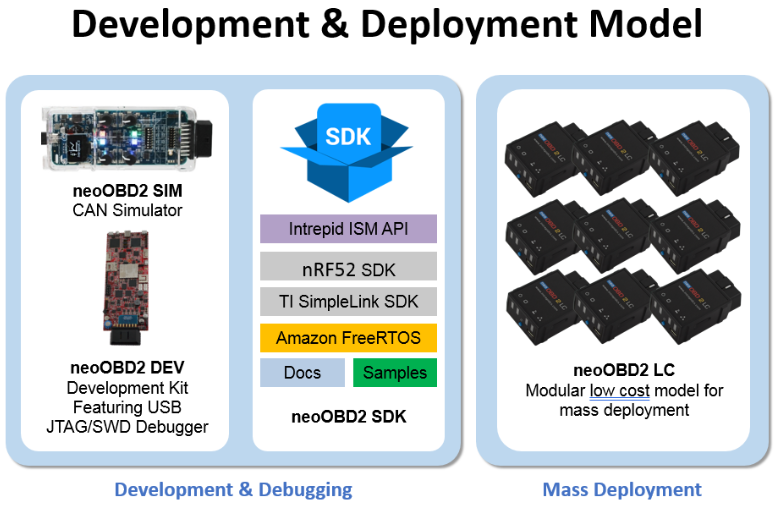 Development & Deployment Model
neoOBD2 SIM
CAN Simulator
neoOBD2 DEV
Development Kit
Featuring USB
JTAG/SWD Debugger
SDK
Intrepid ISM API
nRF52 SDK
TI SimpleLink SDK
Amazon FreeRTOS
Docs
Samples
neoOBD2 SDK
neoOBD2 LC
Modular low cost model for
mass deployment
Development & Debugging
Mass Deployment